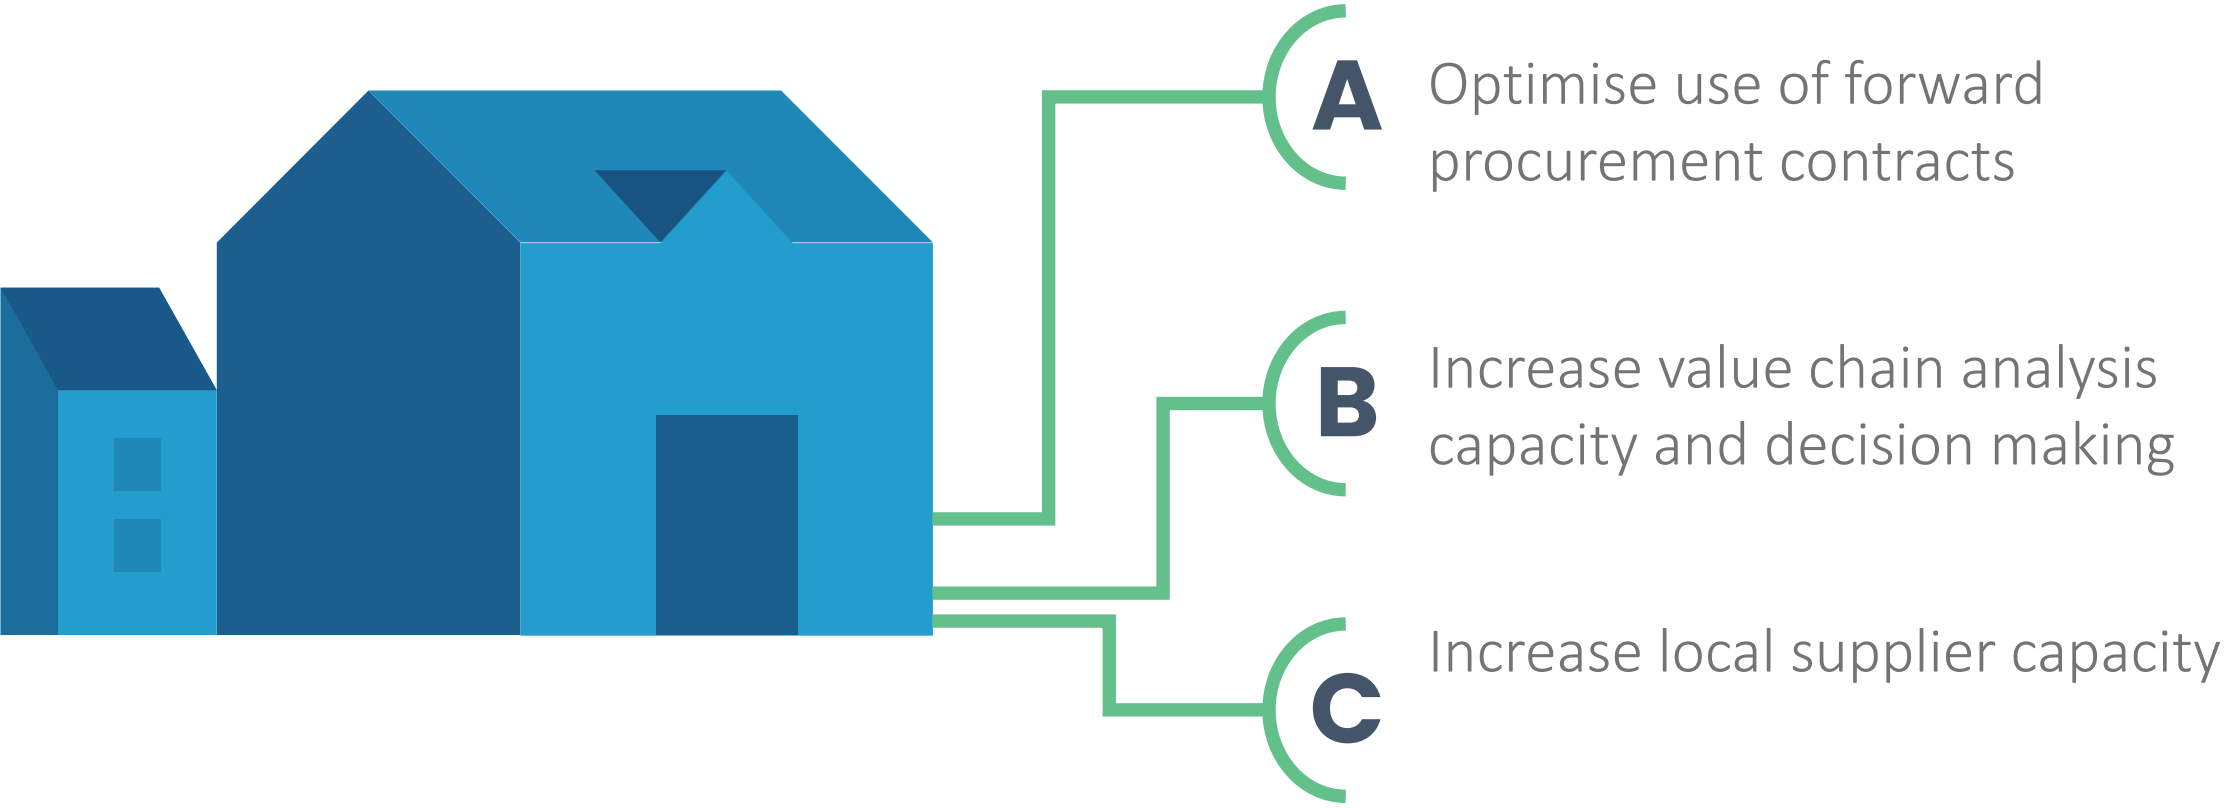 A
Optimise use of forward
procurement contracts
B
Increase value chain analysis
capacity and decision making
C
Increase local supplier capacity